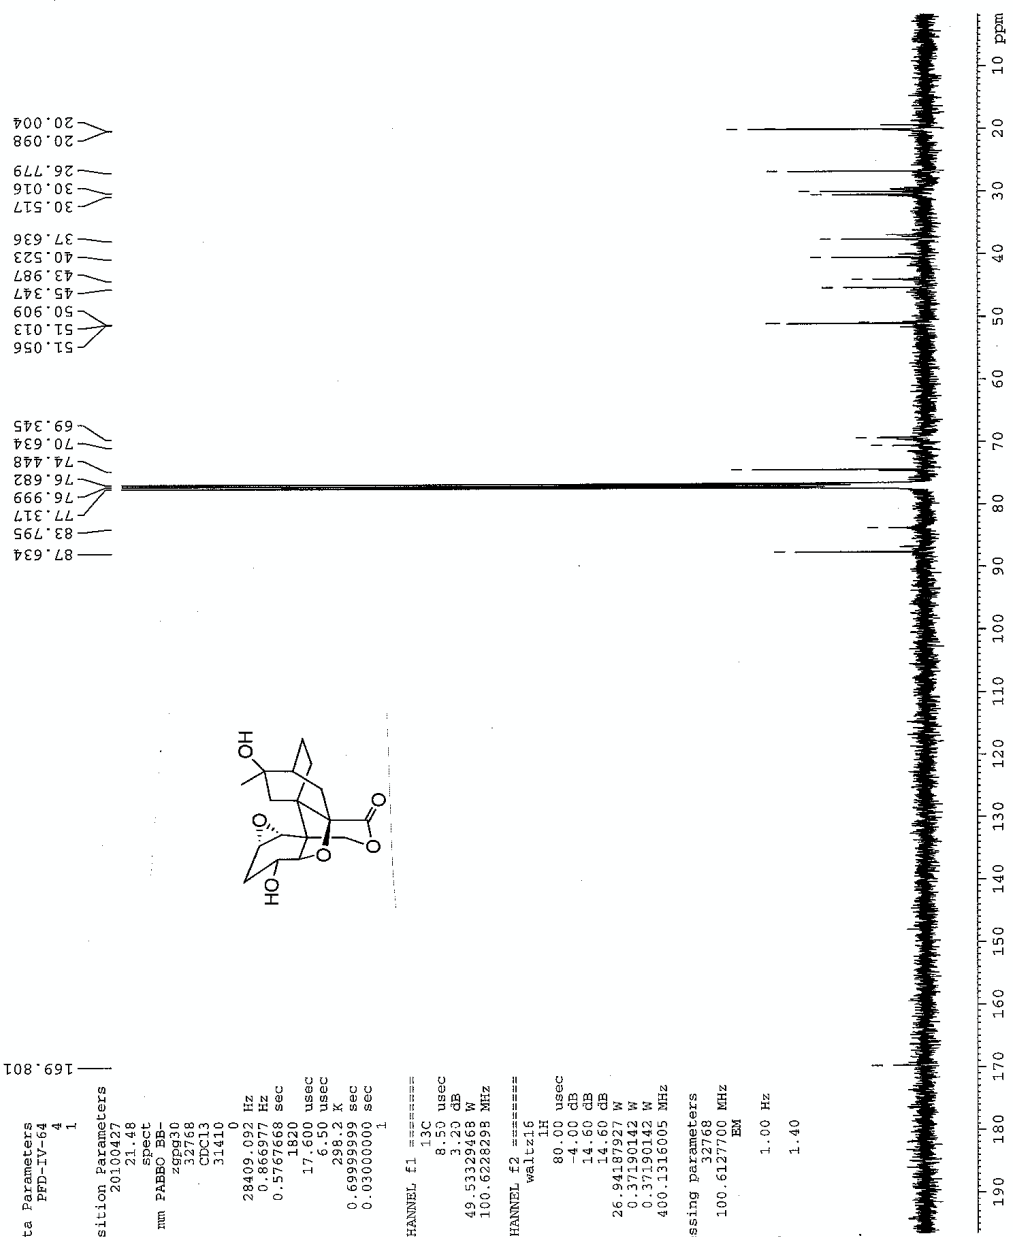 ta Parameters
PFD-IV-64
4
1
sition Parameters
20100427
21.48
spect
mm PABBO BB-
zgpg30
32768
CDCl3
31410
0
28409.092 Hz
0.866977 Hz
0.5767668 sec
1820
17.600 usec
6.50 usec
298.2 K
0.69999999 sec
0.03000000 sec
1
HANNEL f1 ========
13C
8.50 usec
3.20 dB
49.53329468 W
100.6228298 MHz
HANNEL f2 ========
waltz16
1H
80.00 usec
-4.00 dB
14.60 dB
14.60 dB
26.94187927 W
0.37190142 W
0.37190142 W
400.1316005 MHz
ssing parameters
32768
100.6127700 MHz
EM
1.00 Hz
1.40
169.801
87.634
83.795
77.317
76.999
76.682
74.448
70.634
69.345
51.056
51.013
50.909
45.347
43.987
40.523
37.636
30.517
30.016
26.779
20.098
20.004
HO
O
O
O
O
OH
190 180 170 160 150 140 130 120 110 100 90 80 70 60 50 40 30 20 10 ppm